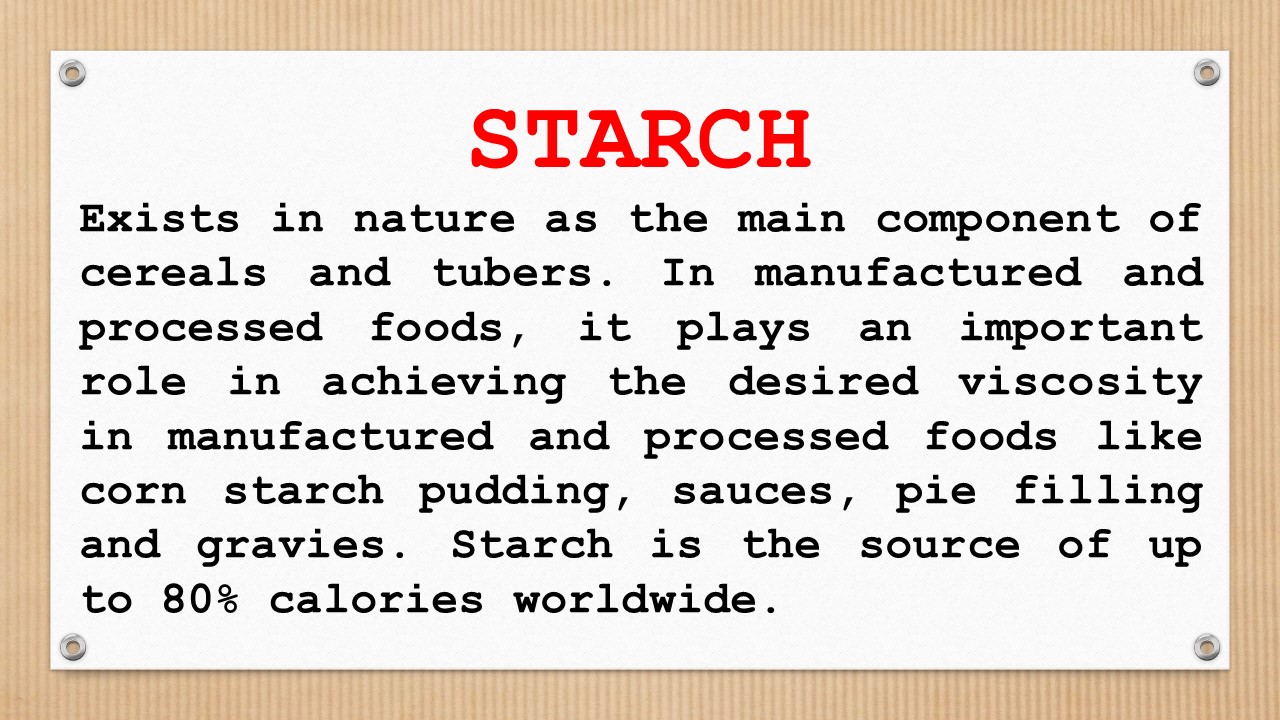 STARCH
Exists in nature as the main component of
cereals and tubers. In manufactured and
processed foods, it plays an important
role in achieving the desired viscosity
in manufactured and processed foods like
corn starch pudding, sauces, pie filling
and gravies. Starch is the source of up
to 80% calories worldwide.